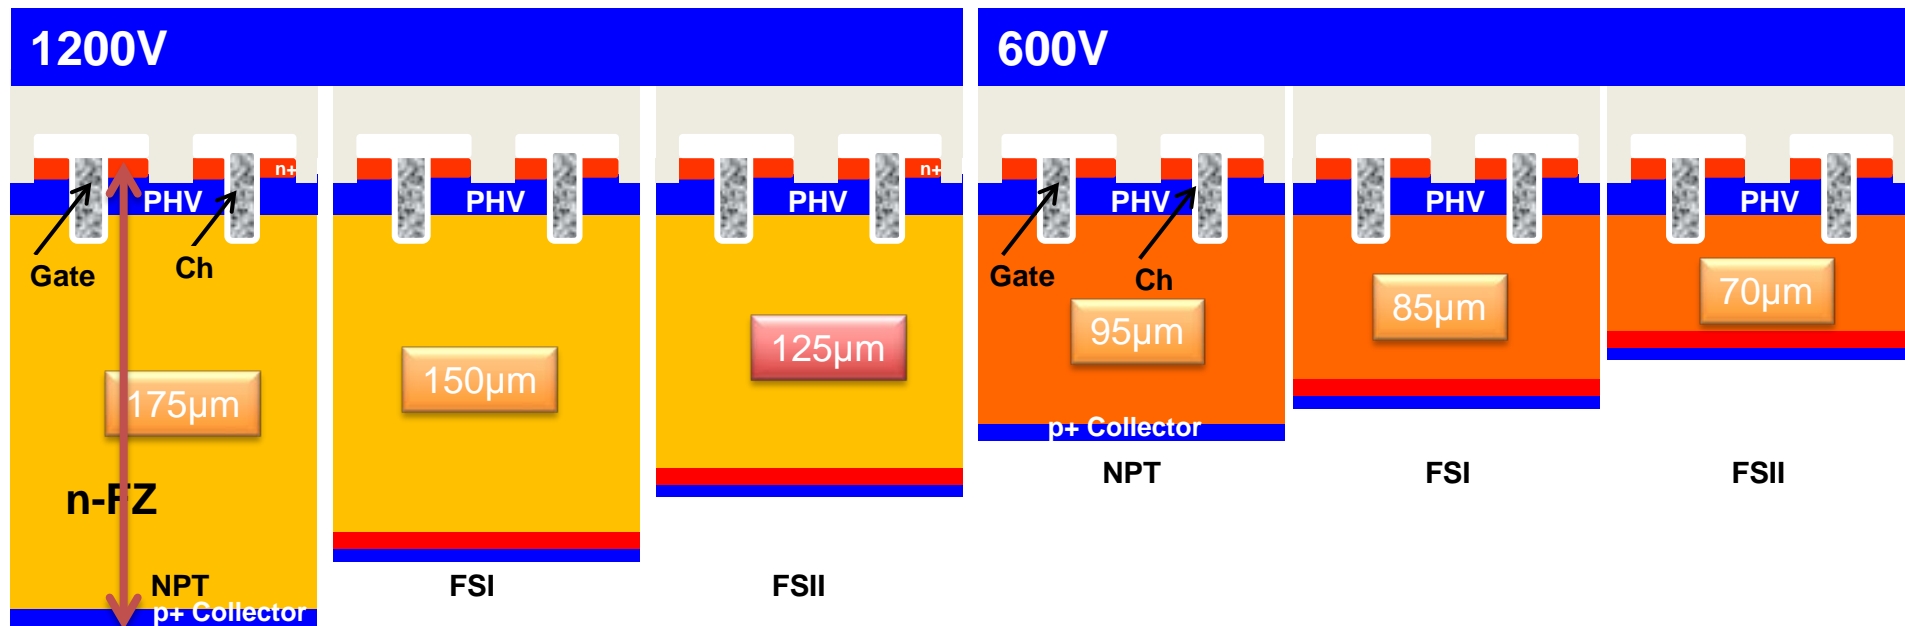 1200V
600V
n+
n+
PHV
PHV
PHV
PHV
PHV
PHV
Gate
Ch
Gate
Ch
175µm
150µm
125µm
95µm
85µm
70µm
p+ Collector
NPT
FSI
FSII
n-FZ
NPT
FSI
FSII
p+ Collector